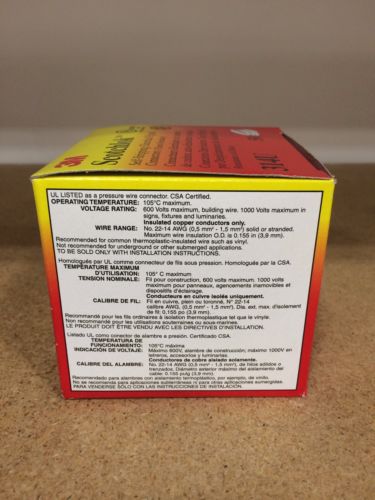 3M
Scotchlok
314U
UL LISTED as a pressure wire connector. CSA Certified.
OPERATING TEMPERATURE: 105°C maximum.
VOLTAGE RATING: 600 Volts maximum, building wire. 1000 Volts maximum in
signs, fixtures and luminaries.
Insulated copper conductors only.
WIRE RANGE: No. 22-14 AWG (0,5 mm² - 1,5 mm²) solid or stranded.
Maximum wire insulation O.D. is 0.155 in (3,9 mm).
Recommended for common thermoplastic-insulated wire such as vinyl.
Not recommended for underground or other submersible wire applications.
TO BE SOLD ONLY WITH INSTALLATION INSTRUCTIONS.
Homologués par UL comme connecteur de fil sous pression. Homologués par la CSA.
TEMPÉRATURE MAXIMUM
D'UTILISATION: 105° C maximum
TENSION NOMINALE: Fil pour construction, 600 volts maximum, 1000 volts
maximum pour panneaux, agencements inamovibles et
dispositifs d'éclairage.
Conducteurs en cuivre isolés uniquement.
CALIBRE DE FIL: Fil en cuivre, plein ou toronné, N° 22-14
calibre AWG, (0,5 mm² - 1,5 mm²), Dia. ext. max. d'isolement
de fil: 0,155 po (3,9 mm).
Recommandé pour les fils ordinaires à isolation thermoplastique tel que le vinyle.
Non recommandé pour les utilisations souterraines ou sous-marines.
LE PRODUIT DOIT ÊTRE VENDU AVEC LES DIRECTIVES D'INSTALLATION.
Listado UL como conector de alambre a presión. Certificado CSA.
TEMPERATURA DE
FUNCIONAMIENTO: 105°C máxima
INDICACIÓN DE VOLTAJE: Máximo 600V, alambre de construcción; máximo 1000V en
letreros, accesorios y luminarias.
Conductores de cobre aislado solamente.
CALIBRE DEL ALAMBRE: No. 22-14 AWG (0,5 mm² - 1,5 mm²), de hilos sólidos o
trenzados. Diámetro exterior máximo del aislamiento del
cable: 0.155 pulg (3,9 mm).
Recomendado para alambres con aislamiento termoplástico, por ejemplo, de vinilo.
No se recomienda para aplicaciones subterráneas ni para otras aplicaciones sumergidas.
PARA VENDERSE SÓLO CON LAS INSTRUCCIONES DE INSTALACIÓN.